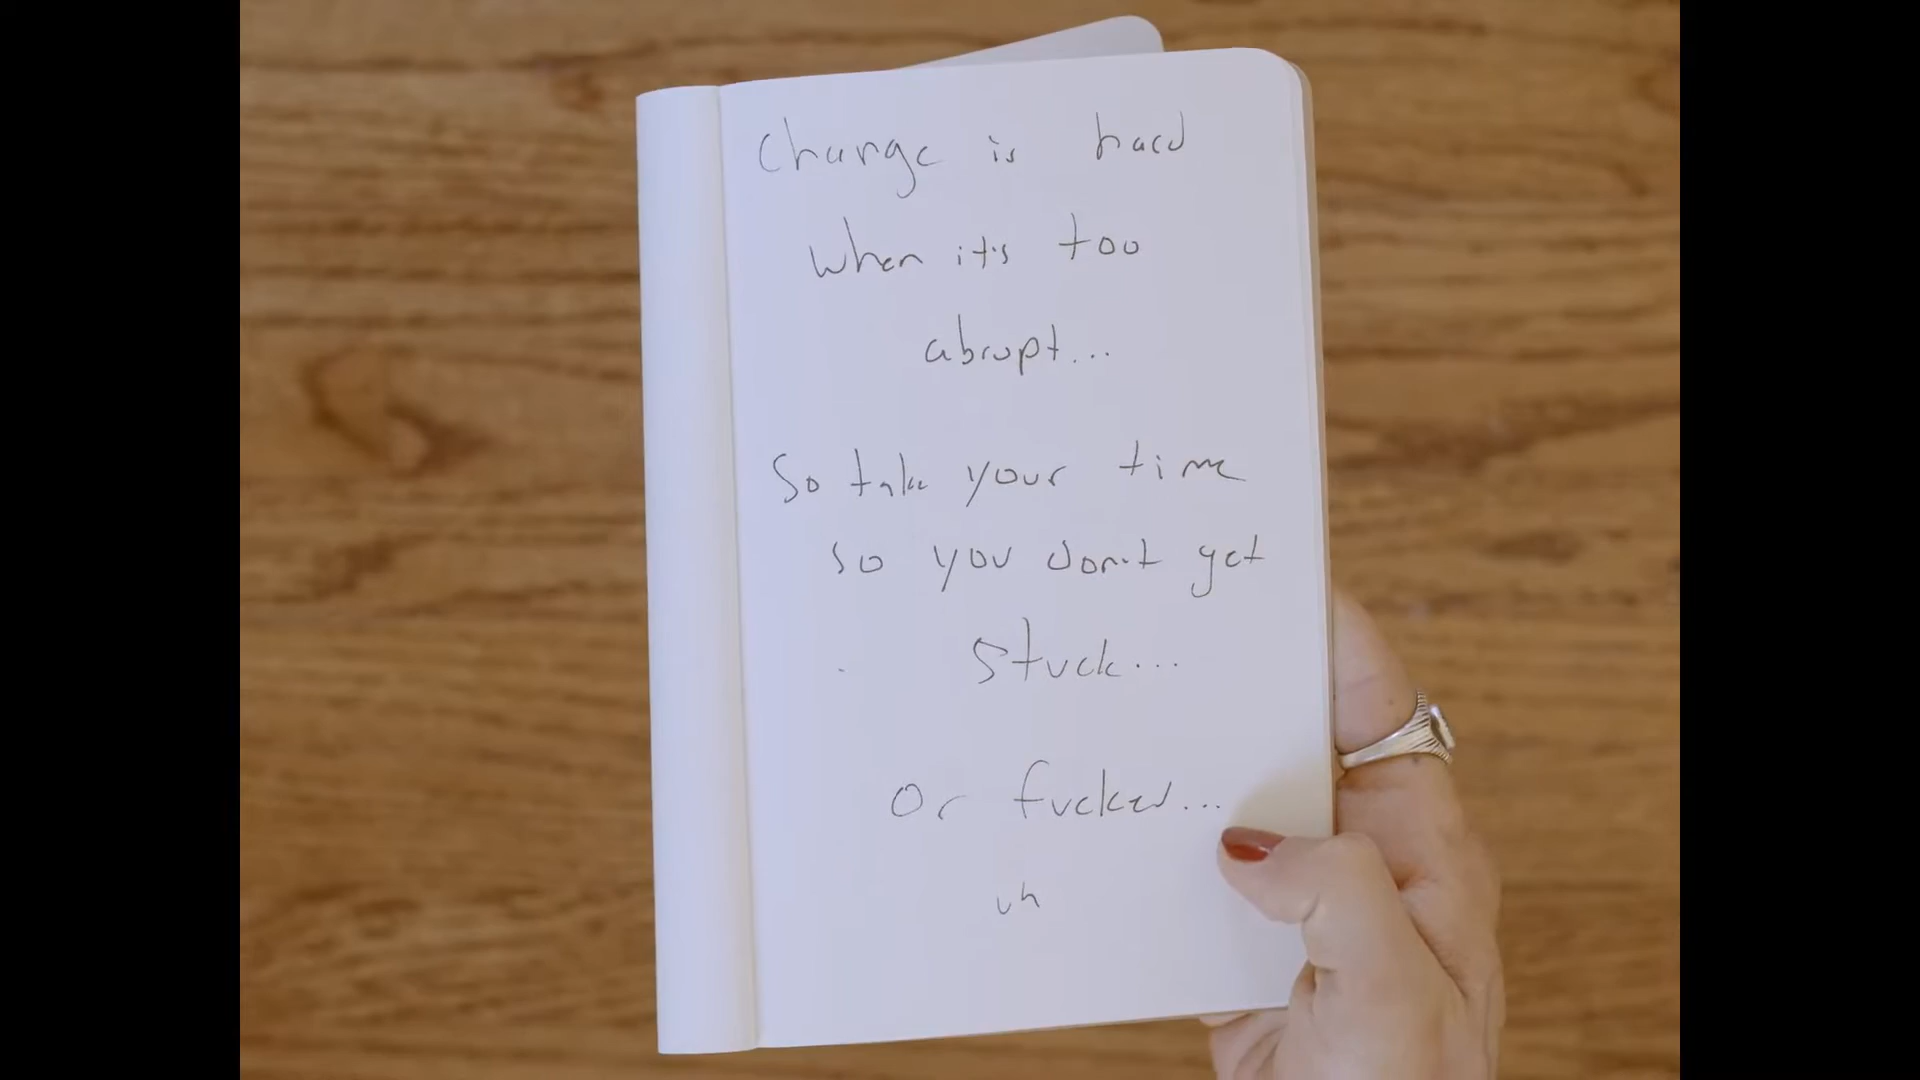 Change is hard
when it's too
abrupt...
So take your time
so you don't get
stuck...
Or fucked...
uh